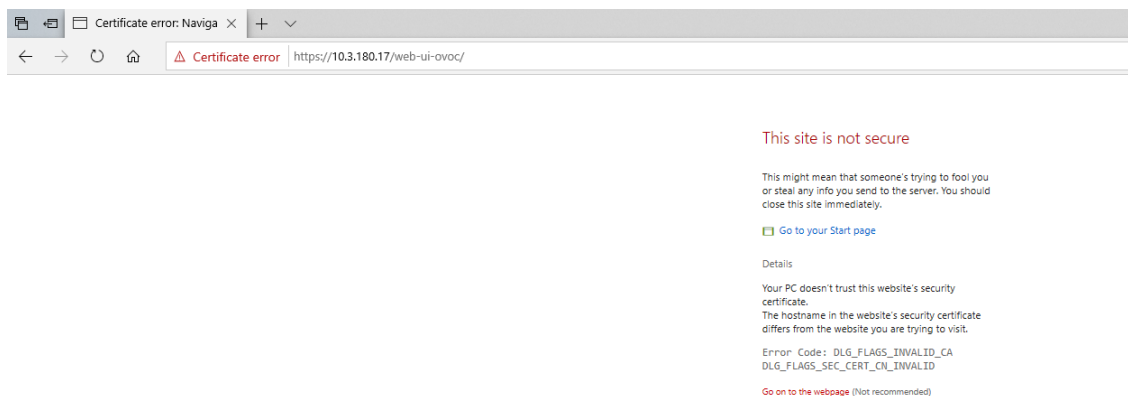 Certificate error: Naviga
Certificate error https://10.3.180.17/web-ui-ovoc/
This site is not secure
This might mean that someone's trying to fool you
or steal any info you send to the server. You should
close this site immediately.
Go to your Start page
Details
Your PC doesn't trust this website's security
certificate.
The hostname in the website's security certificate
differs from the website you are trying to visit.
Error Code: DLG_FLAGS_INVALID_CA
DLG_FLAGS_SEC_CERT_CN_INVALID
Go on to the webpage (Not recommended)